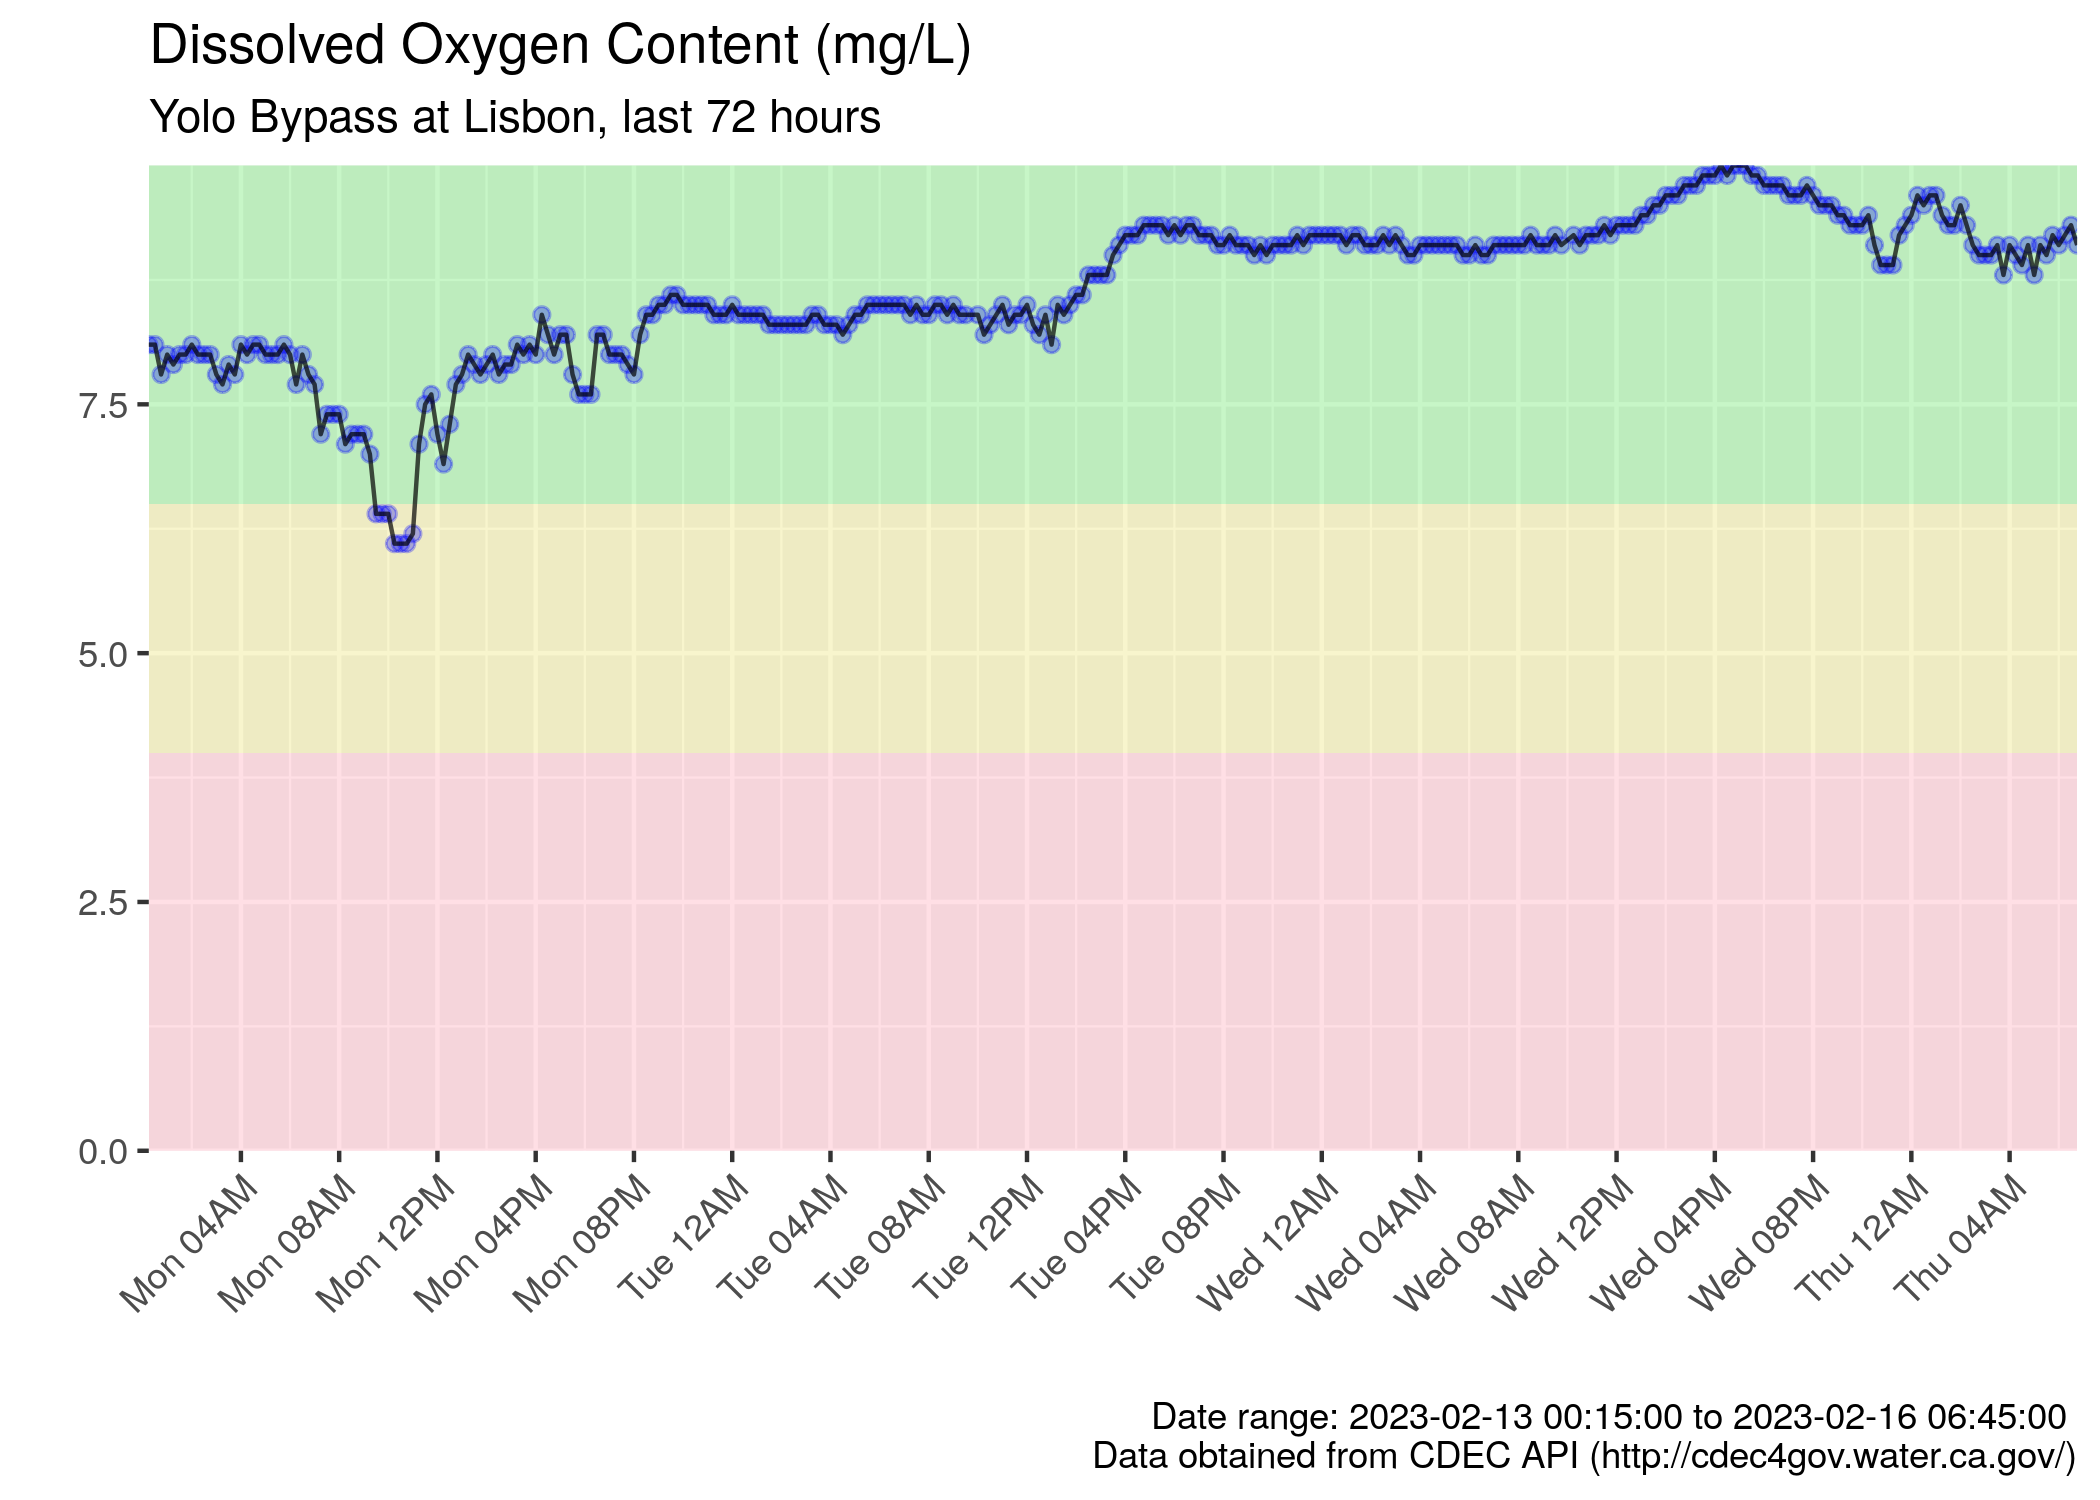 Dissolved Oxygen Content (mg/L)
Yolo Bypass at Lisbon, last 72 hours
7.5
5.0
2.5
0.0
Mon 04AM
Mon 08AM
Mon 12PM
Mon 04PM
Mon 08PM
Tue 12AM
Tue 04AM
Tue 08AM
Tue 12PM
Tue 04PM
Tue 08PM
Wed 12AM
Wed 04AM
Wed 08AM
Wed 12PM
Wed 04PM
Wed 08PM
Thu 12AM
Thu 04AM
Date range: 2023-02-13 00:15:00 to 2023-02-16 06:45:00
Data obtained from CDEC API (http://cdec4gov.water.ca.gov/)